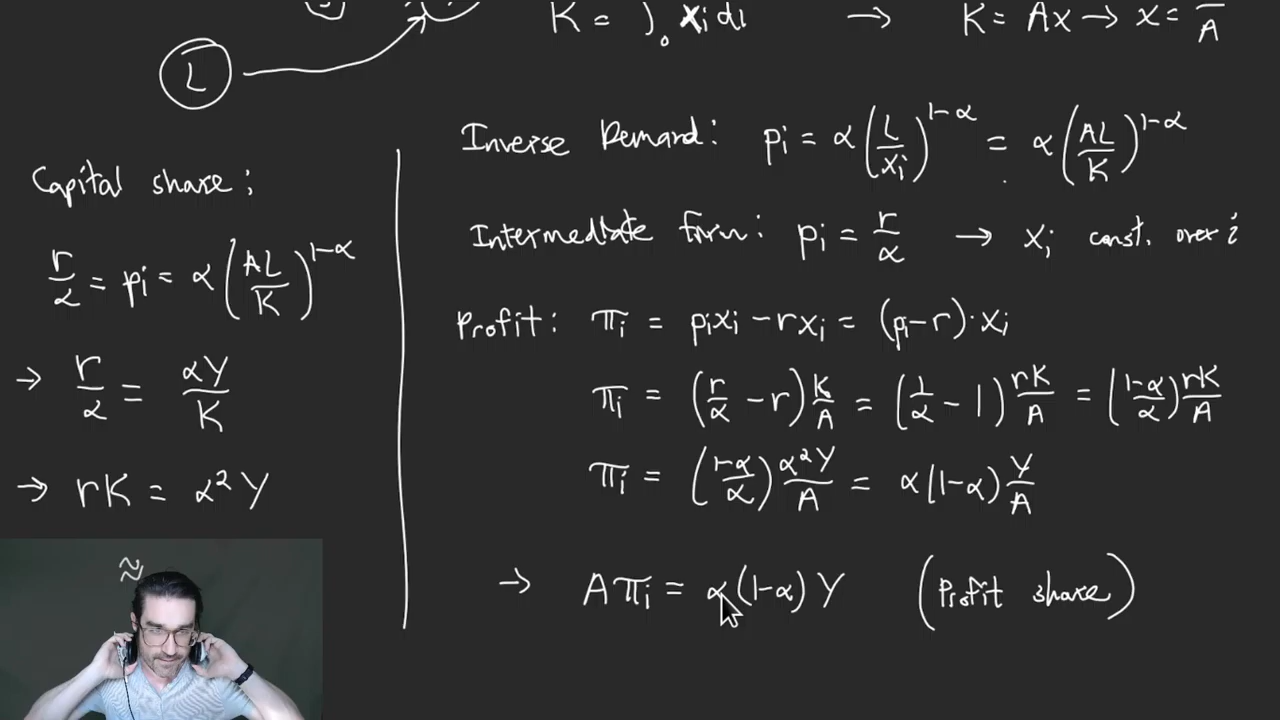 K = ∫₀ xᵢ di → K = Ax → x = —/A
L
Inverse Demand: pᵢ = α(L/xᵢ)^(1-α) = α(AL/K)^(1-α)
Intermediate firm: pᵢ = r/α → xᵢ const. over i
Profit: πᵢ = pᵢxᵢ - rxᵢ = (pᵢ-r)·xᵢ
πᵢ = (r/α - r) K/A = (1/α - 1) rK/A = ((1-α)/α) rK/A
πᵢ = ((1-α)/α) α²Y/A = α(1-α) Y/A
→ Aπᵢ = α(1-α)Y (Profit share)
Capital share:
r/α = pᵢ = α(AL/K)^(1-α)
→ r/α = αY/K
→ rK = α²Y